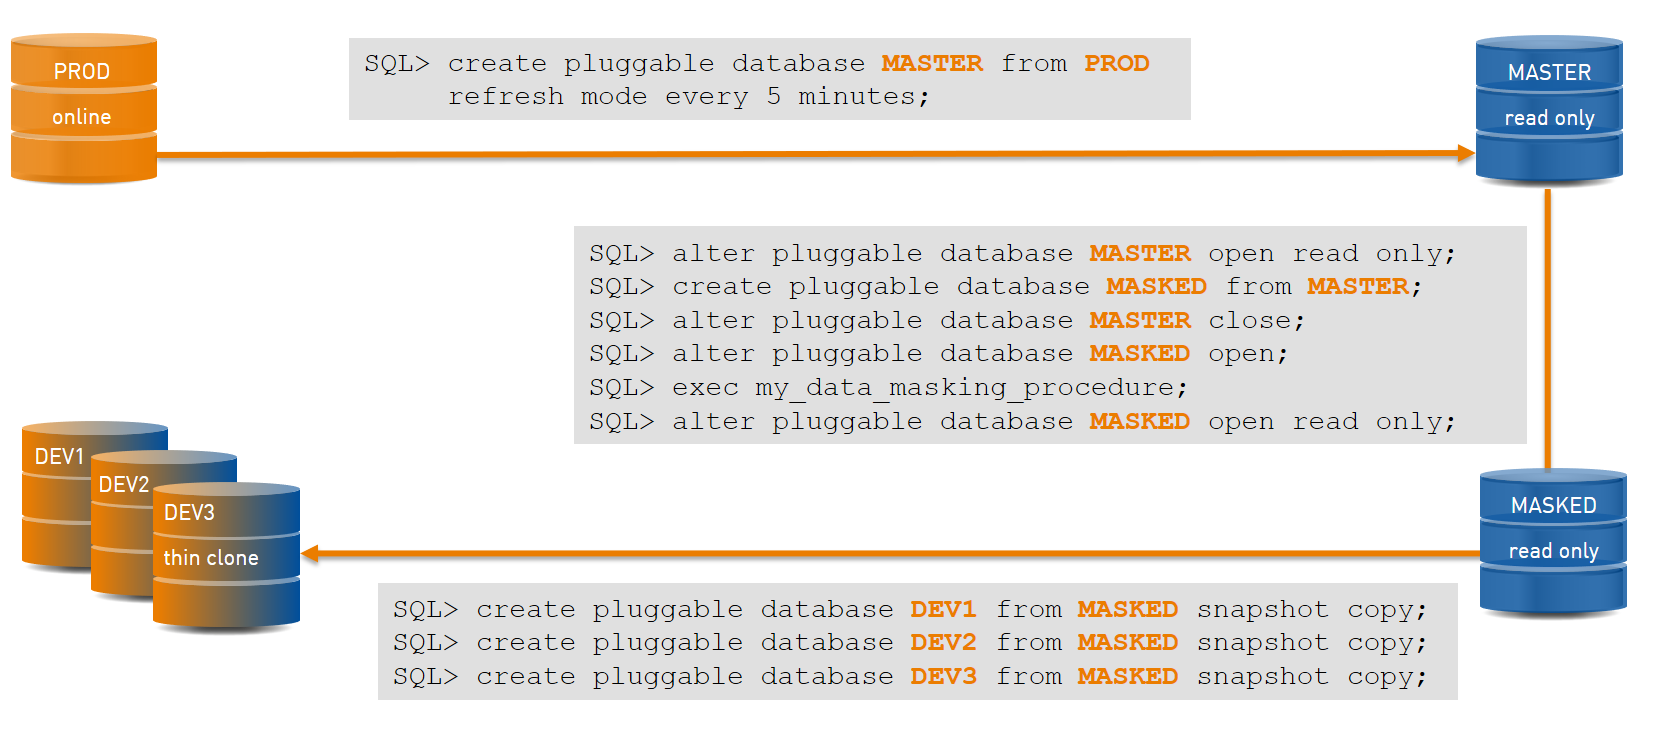 PROD
online
SQL> create pluggable database MASTER from PROD
refresh mode every 5 minutes;
MASTER
read only
SQL> alter pluggable database MASTER open read only;
SQL> create pluggable database MASKED from MASTER;
SQL> alter pluggable database MASTER close;
SQL> alter pluggable database MASKED open;
SQL> exec my_data_masking_procedure;
SQL> alter pluggable database MASKED open read only;
DEV1
DEV2
DEV3
thin clone
MASKED
read only
SQL> create pluggable database DEV1 from MASKED snapshot copy;
SQL> create pluggable database DEV2 from MASKED snapshot copy;
SQL> create pluggable database DEV3 from MASKED snapshot copy;